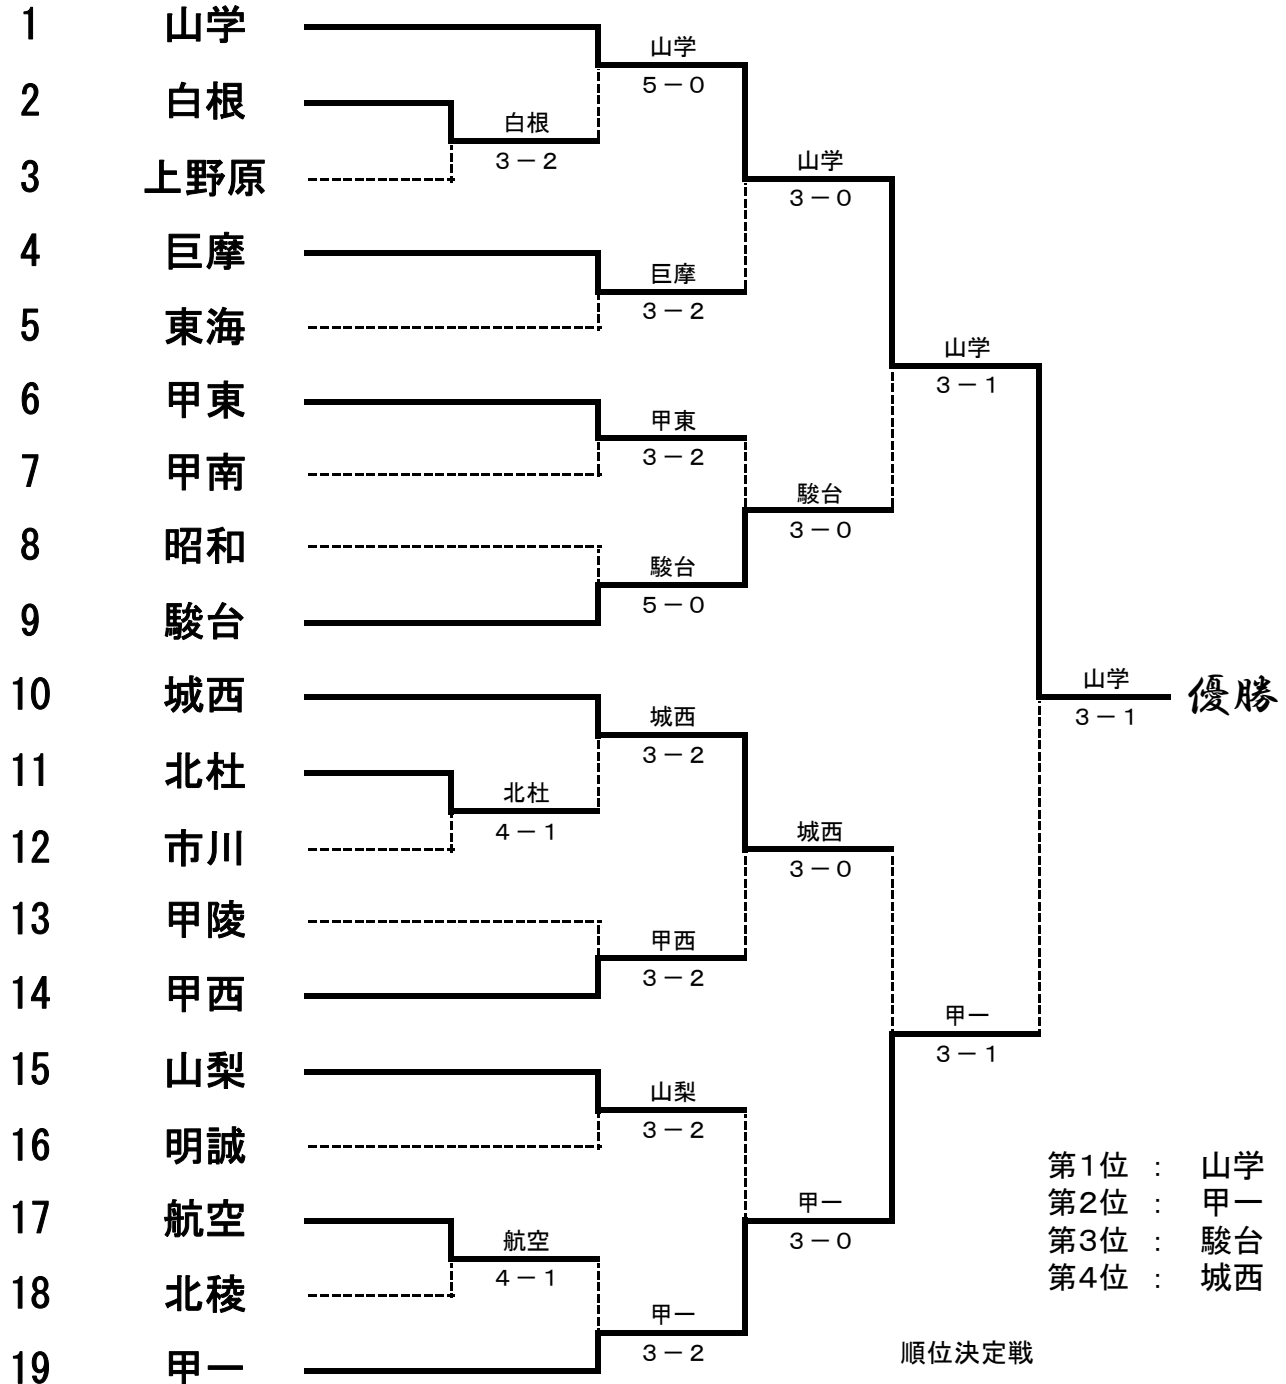 1 山学
山学
5－0
2 白根
白根
3－2
山学
3－0
3 上野原
4 巨摩
巨摩
3－2
5 東海
山学
3－1
6 甲東
甲東
3－2
7 甲南
駿台
3－0
8 昭和
駿台
5－0
9 駿台
10 城西
山学
3－1
優勝
城西
3－2
11 北杜
北杜
4－1
12 市川
城西
3－0
13 甲陵
甲西
3－2
14 甲西
甲一
3－1
15 山梨
山梨
3－2
16 明誠
17 航空
航空
4－1
甲一
3－0
18 北稜
甲一
3－2
19 甲一
第1位 ： 山学
第2位 ： 甲一
第3位 ： 駿台
第4位 ： 城西
順位決定戦